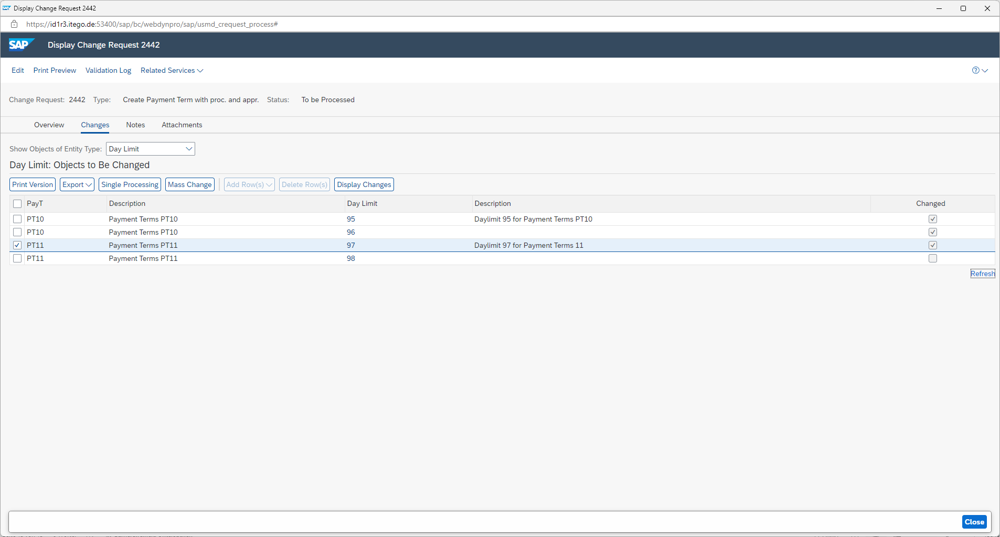 Display Change Request 2442
https://id1r3.itego.de:53400/sap/bc/webdynpro/sap/usmd_crequest_process#
SAP Display Change Request 2442
Edit Print Preview Validation Log Related Services
Change Request: 2442 Type: Create Payment Term with proc. and appr. Status: To be Processed
Overview Changes Notes Attachments
Show Objects of Entity Type: Day Limit
Day Limit: Objects to Be Changed
Print Version Export Single Processing Mass Change Add Row(s) Delete Row(s) Display Changes
PayT Description Day Limit Description Changed
PT10 Payment Terms PT10 95 Daylimit 95 for Payment Terms PT10
PT10 Payment Terms PT10 96
PT11 Payment Terms PT11 97 Daylimit 97 for Payment Terms 11
PT11 Payment Terms PT11 98
Refresh
Close